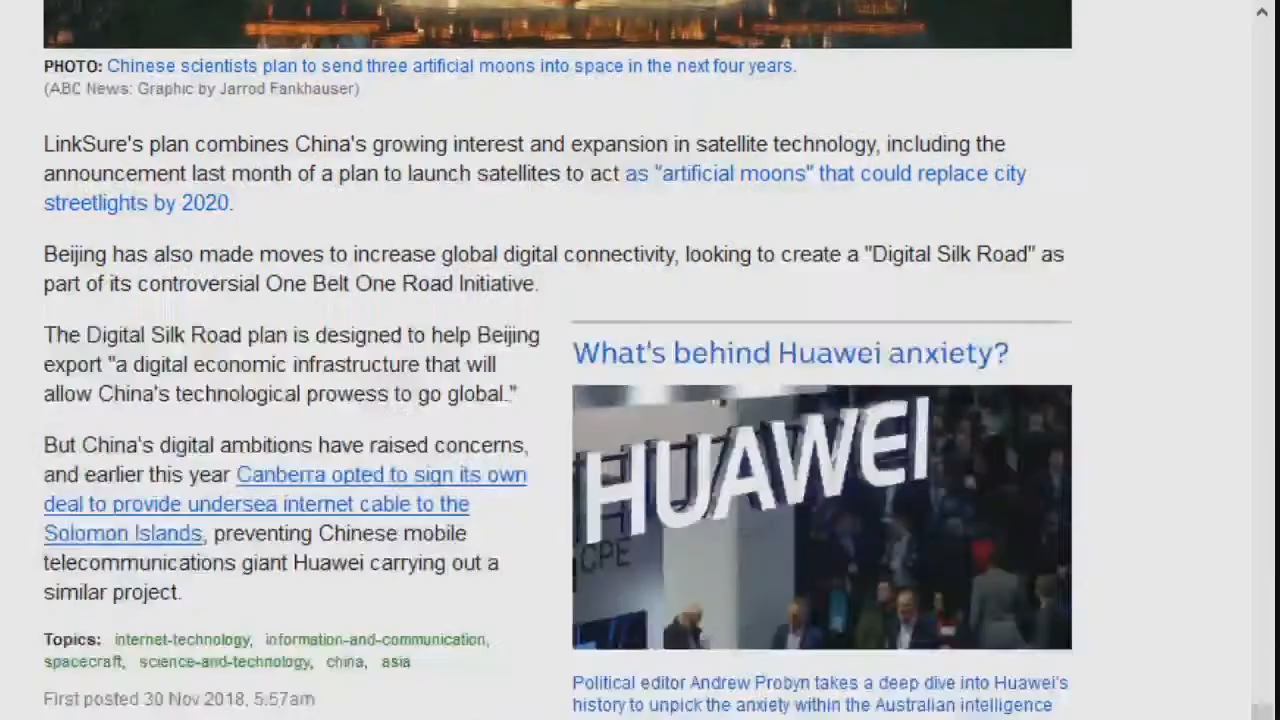 PHOTO: Chinese scientists plan to send three artificial moons into space in the next four years.
(ABC News: Graphic by Jarrod Fankhauser)
LinkSure's plan combines China's growing interest and expansion in satellite technology, including the
announcement last month of a plan to launch satellites to act as "artificial moons" that could replace city
streetlights by 2020.
Beijing has also made moves to increase global digital connectivity, looking to create a "Digital Silk Road" as
part of its controversial One Belt One Road Initiative.
The Digital Silk Road plan is designed to help Beijing
export "a digital economic infrastructure that will
allow China's technological prowess to go global."
But China's digital ambitions have raised concerns,
and earlier this year Canberra opted to sign its own
deal to provide undersea internet cable to the
Solomon Islands, preventing Chinese mobile
telecommunications giant Huawei carrying out a
similar project.
Topics: internet-technology, information-and-communication,
spacecraft, science-and-technology, china, asia
First posted 30 Nov 2018, 5:57am
What's behind Huawei anxiety?
HUAWEI
CPE
Political editor Andrew Probyn takes a deep dive into Huawei's
history to unpick the anxiety within the Australian intelligence